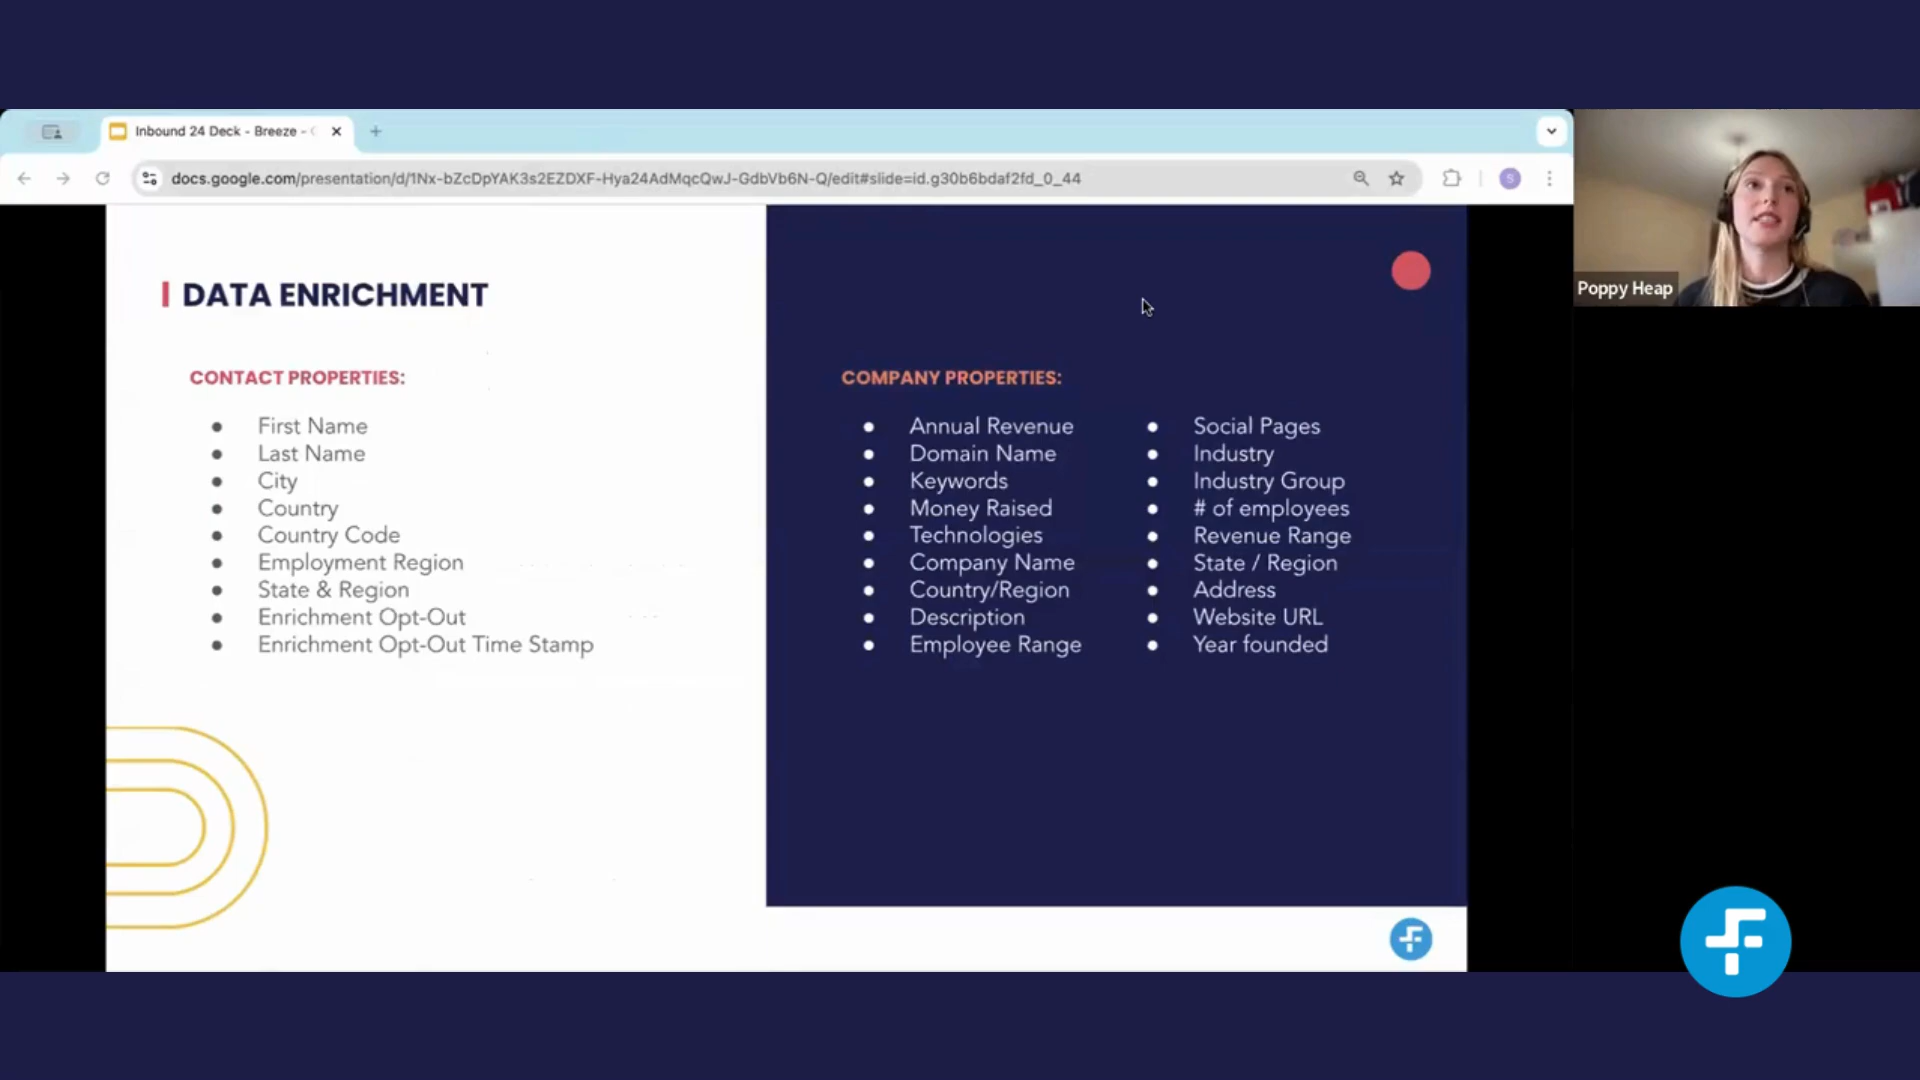 Inbound 24 Deck - Breeze -
docs.google.com/presentation/d/1Nx-bZcDpYAK3s2EZDXF-Hya24AdMqcQwJ-GdbVb6N-Q/edit#slide=id.g30b6bdaf2fd_0_44
S
Poppy Heap
DATA ENRICHMENT
CONTACT PROPERTIES:
First Name
Last Name
City
Country
Country Code
Employment Region
State & Region
Enrichment Opt-Out
Enrichment Opt-Out Time Stamp
COMPANY PROPERTIES:
Annual Revenue
Domain Name
Keywords
Money Raised
Technologies
Company Name
Country/Region
Description
Employee Range
Social Pages
Industry
Industry Group
# of employees
Revenue Range
State / Region
Address
Website URL
Year founded